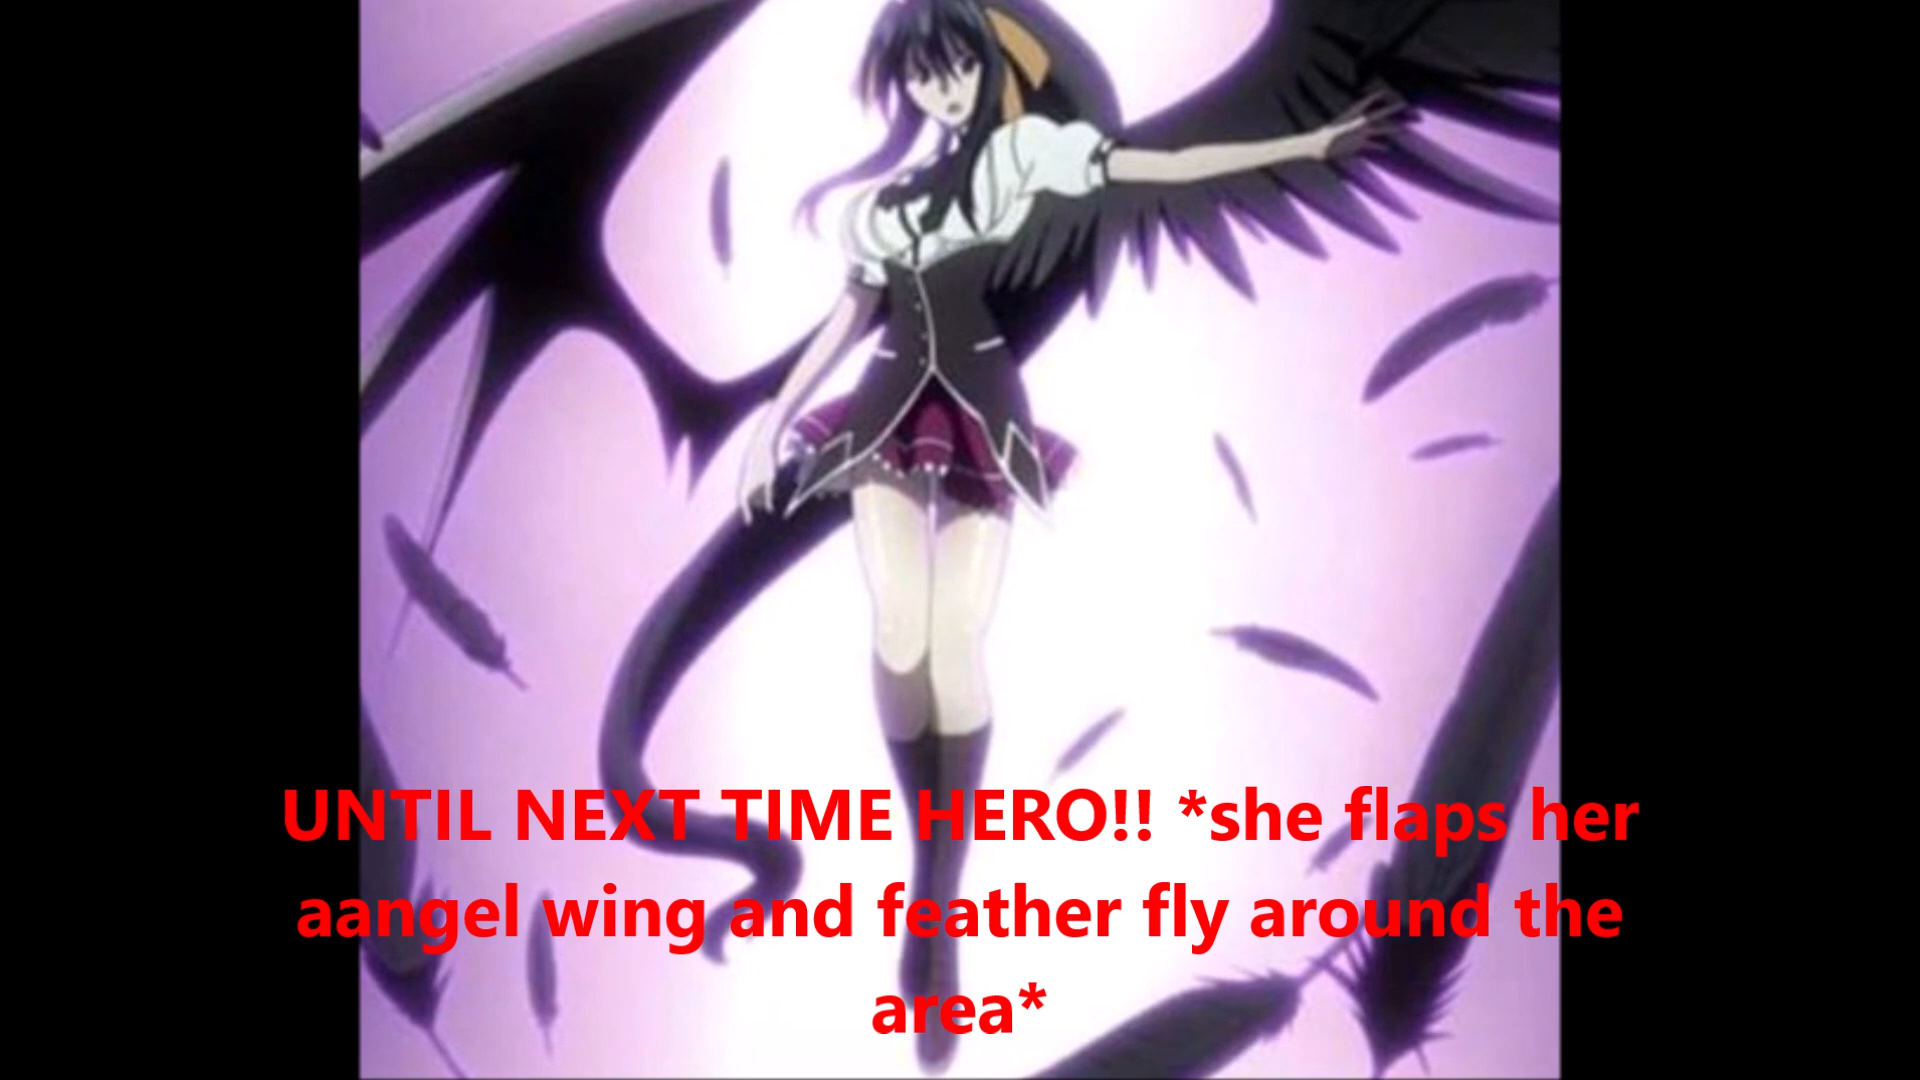 UNTIL NEXT TIME HERO!! *she flaps her
aangel wing and feather fly around the
area*